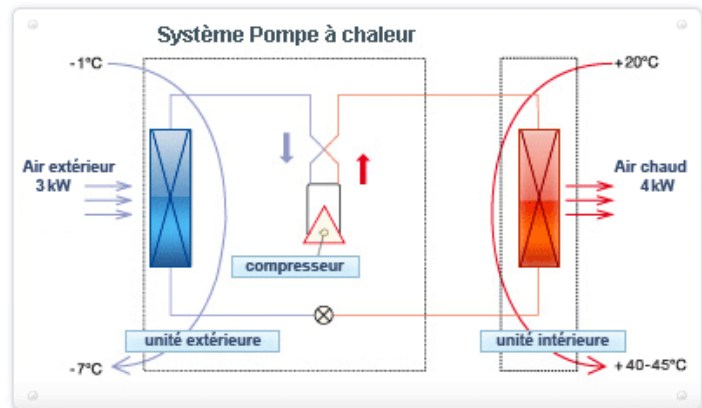 Système Pompe à chaleur
-1°C
+20°C
Air extérieur
3 kW
Air chaud
4 kW
compresseur
unité extérieure
unité intérieure
-7°C
+40-45°C